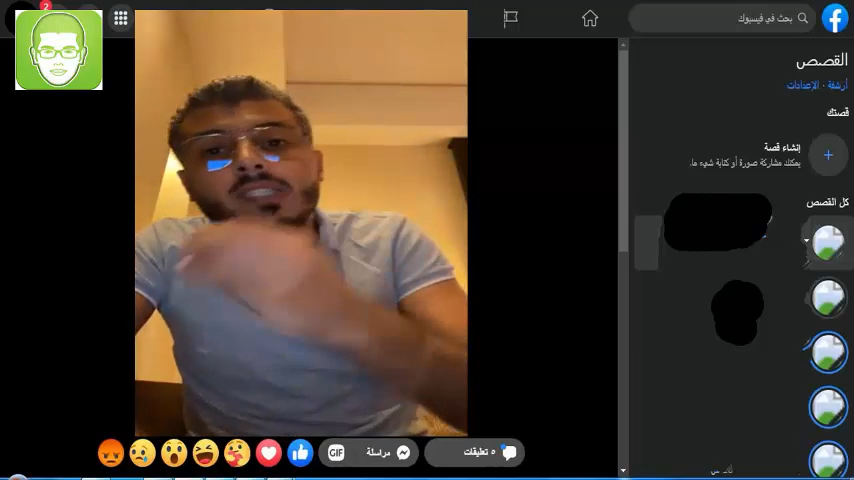 2
بحث في فيسبوك
القصص
أرشفة · الإعدادات
قصتك
إنشاء قصة
يمكنك مشاركة صورة أو كتابة شيء ما.
كل القصص
GIF
مراسلة
٥ تعليقات